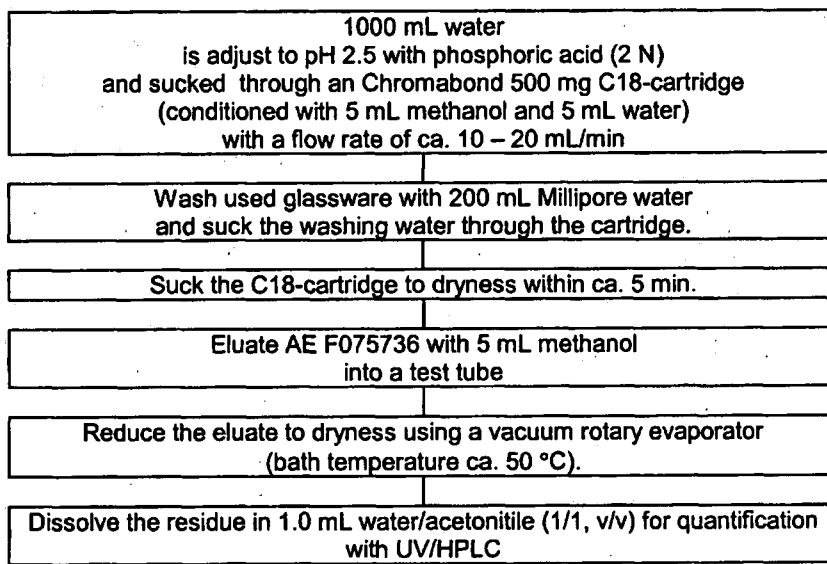 1000 mL water
is adjust to pH 2.5 with phosphoric acid (2 N)
and sucked through an Chromabond 500 mg C18-cartridge
(conditioned with 5 mL methanol and 5 mL water)
with a flow rate of ca. 10 – 20 mL/min
Wash used glassware with 200 mL Millipore water
and suck the washing water through the cartridge.
Suck the C18-cartridge to dryness within ca. 5 min.
Eluate AE F075736 with 5 mL methanol
into a test tube
Reduce the eluate to dryness using a vacuum rotary evaporator
(bath temperature ca. 50 °C).
Dissolve the residue in 1.0 mL water/acetonitile (1/1, v/v) for quantification
with UV/HPLC